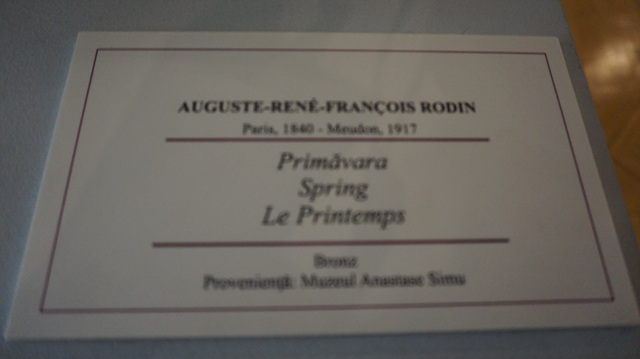 AUGUSTE-RENÉ-FRANÇOIS RODIN
Paris, 1840 - Meudon, 1917
Primăvara
Spring
Le Printemps
Bronz
Proveniență: Muzeul Anastase Simu